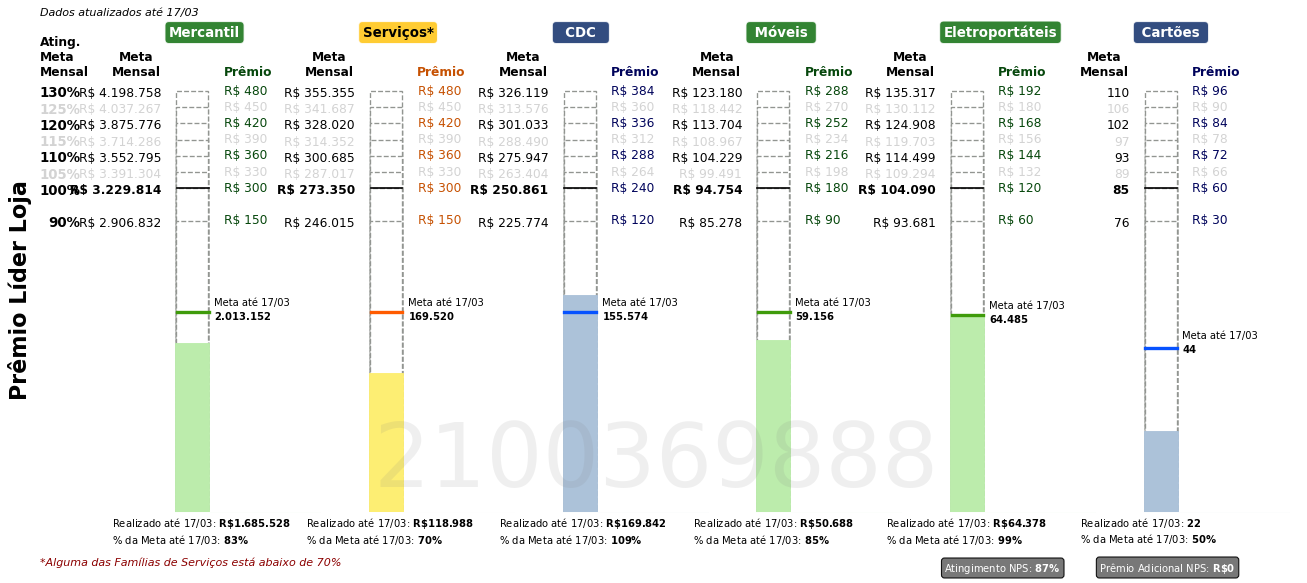 Dados atualizados até 17/03
Mercantil Serviços* CDC Móveis Eletroportáteis Cartões
Ating. Meta Mensal
Meta Mensal Prêmio Meta Mensal Prêmio Meta Mensal Prêmio Meta Mensal Prêmio Meta Mensal Prêmio Meta Mensal Prêmio
130% R$ 4.198.758 R$ 480 R$ 355.355 R$ 480 R$ 326.119 R$ 384 R$ 123.180 R$ 288 R$ 135.317 R$ 192 110 R$ 96
125% R$ 4.037.267 R$ 450 R$ 341.687 R$ 450 R$ 313.576 R$ 360 R$ 118.442 R$ 270 R$ 130.112 R$ 180 106 R$ 90
120% R$ 3.875.776 R$ 420 R$ 328.020 R$ 420 R$ 301.033 R$ 336 R$ 113.704 R$ 252 R$ 124.908 R$ 168 102 R$ 84
115% R$ 3.714.286 R$ 390 R$ 314.352 R$ 390 R$ 288.490 R$ 312 R$ 108.967 R$ 234 R$ 119.703 R$ 156 97 R$ 78
110% R$ 3.552.795 R$ 360 R$ 300.685 R$ 360 R$ 275.947 R$ 288 R$ 104.229 R$ 216 R$ 114.499 R$ 144 93 R$ 72
105% R$ 3.391.304 R$ 330 R$ 287.017 R$ 330 R$ 263.404 R$ 264 R$ 99.491 R$ 198 R$ 109.294 R$ 132 89 R$ 66
100% R$ 3.229.814 R$ 300 R$ 273.350 R$ 300 R$ 250.861 R$ 240 R$ 94.754 R$ 180 R$ 104.090 R$ 120 85 R$ 60
90% R$ 2.906.832 R$ 150 R$ 246.015 R$ 150 R$ 225.774 R$ 120 R$ 85.278 R$ 90 R$ 93.681 R$ 60 76 R$ 30
Prêmio Líder Loja
Meta até 17/03 Meta até 17/03 Meta até 17/03 Meta até 17/03 Meta até 17/03 Meta até 17/03
2.013.152 169.520 155.574 59.156 64.485 44
2100369888
Realizado até 17/03: R$1.685.528 Realizado até 17/03: R$118.988 Realizado até 17/03: R$169.842 Realizado até 17/03: R$50.688 Realizado até 17/03: R$64.378 Realizado até 17/03: 22
% da Meta até 17/03: 83% % da Meta até 17/03: 70% % da Meta até 17/03: 109% % da Meta até 17/03: 85% % da Meta até 17/03: 99% % da Meta até 17/03: 50%
*Alguma das Famílias de Serviços está abaixo de 70%
Atingimento NPS: 87% Prêmio Adicional NPS: R$0